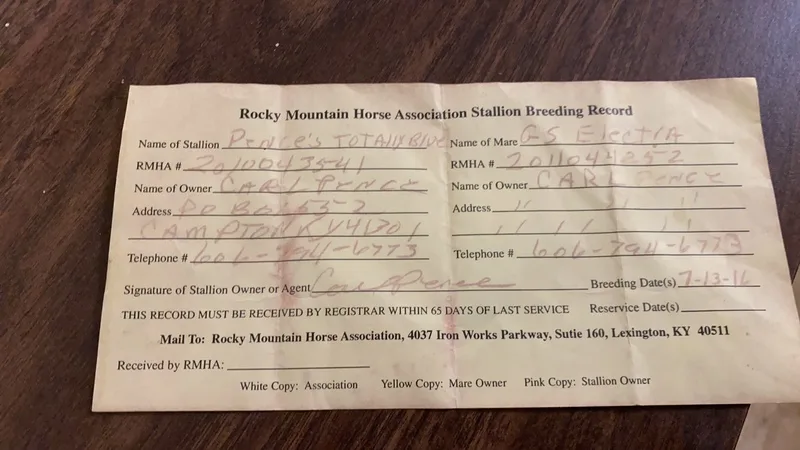 Rocky Mountain Horse Association Stallion Breeding Record
Name of Stallion Pence's TOTALLY BLUE Name of Mare GS ElectrA
RMHA # 2010043541 RMHA # 2011044252
Name of Owner CARL PENCE Name of Owner CARL PENCE
Address PO BOX 552 Address " " "
CAMPTON KY 41301 " " " " "
Telephone # 606-794-6773 Telephone # 606-794-6773
Signature of Stallion Owner or Agent Carl Pence Breeding Date(s) 7-13-16
THIS RECORD MUST BE RECEIVED BY REGISTRAR WITHIN 65 DAYS OF LAST SERVICE Reservice Date(s)
Mail To: Rocky Mountain Horse Association, 4037 Iron Works Parkway, Sutie 160, Lexington, KY 40511
Received by RMHA:
White Copy: Association Yellow Copy: Mare Owner Pink Copy: Stallion Owner